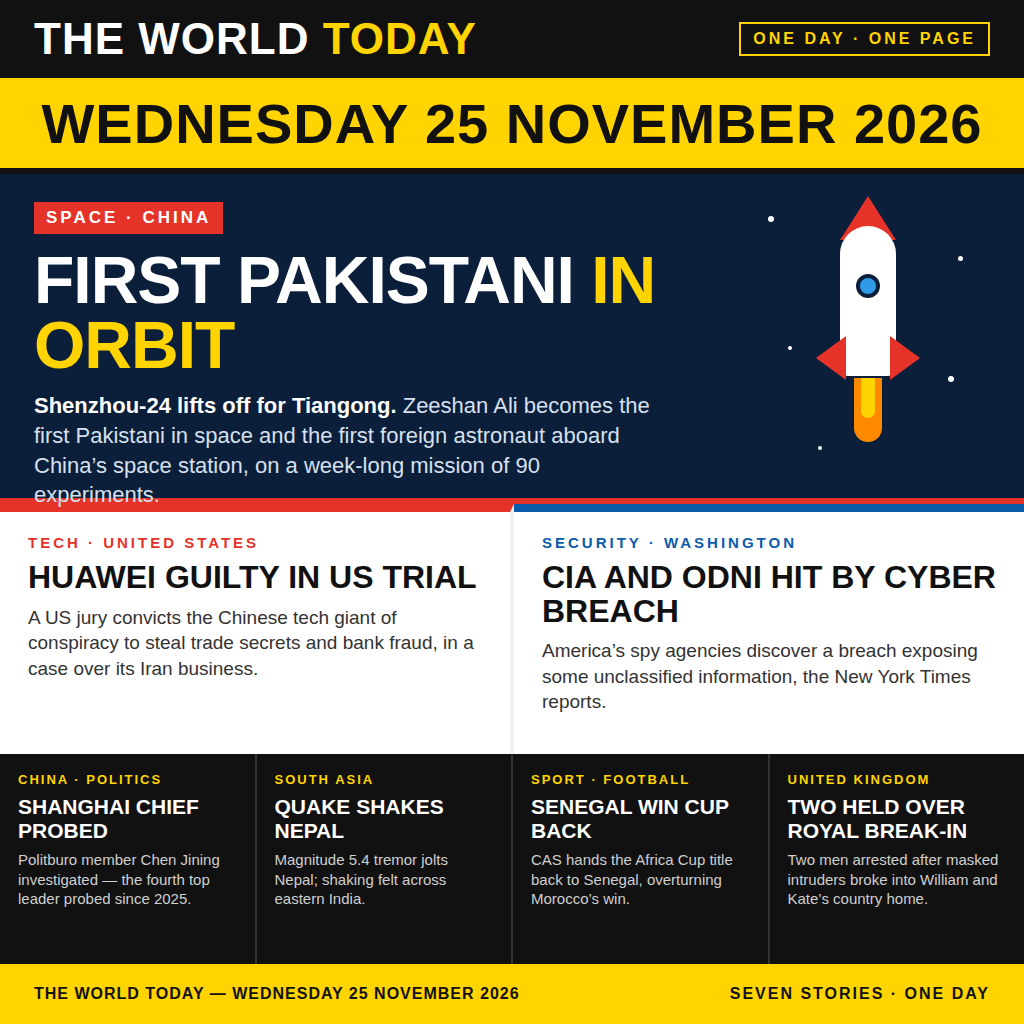 THE WORLD TODAY
ONE DAY · ONE PAGE
WEDNESDAY 25 NOVEMBER 2026
SPACE · CHINA
FIRST PAKISTANI IN
ORBIT
Shenzhou-24 lifts off for Tiangong. Zeeshan Ali becomes the
first Pakistani in space and the first foreign astronaut aboard
China’s space station, on a week-long mission of 90
experiments.
TECH · UNITED STATES
HUAWEI GUILTY IN US TRIAL
A US jury convicts the Chinese tech giant of
conspiracy to steal trade secrets and bank fraud, in a
case over its Iran business.
SECURITY · WASHINGTON
CIA AND ODNI HIT BY CYBER
BREACH
America’s spy agencies discover a breach exposing
some unclassified information, the New York Times
reports.
CHINA · POLITICS
SHANGHAI CHIEF
PROBED
Politburo member Chen Jining
investigated — the fourth top
leader probed since 2025.
SOUTH ASIA
QUAKE SHAKES
NEPAL
Magnitude 5.4 tremor jolts
Nepal; shaking felt across
eastern India.
SPORT · FOOTBALL
SENEGAL WIN CUP
BACK
CAS hands the Africa Cup title
back to Senegal, overturning
Morocco’s win.
UNITED KINGDOM
TWO HELD OVER
ROYAL BREAK-IN
Two men arrested after masked
intruders broke into William and
Kate’s country home.
THE WORLD TODAY — WEDNESDAY 25 NOVEMBER 2026
SEVEN STORIES · ONE DAY